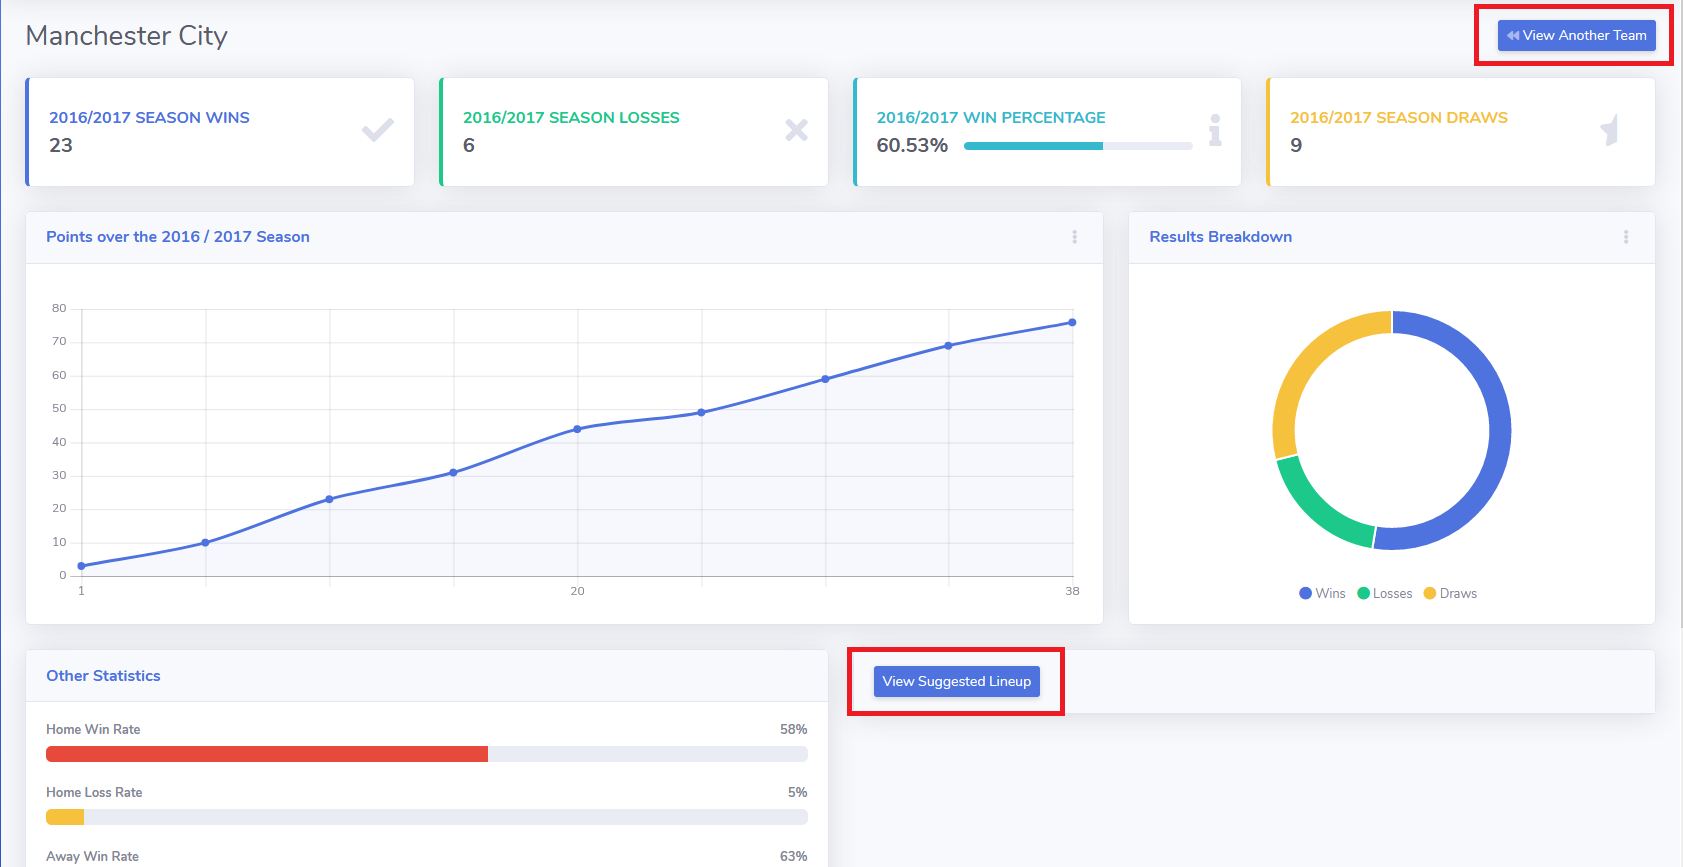 Manchester City
View Another Team
2016/2017 SEASON WINS
23
2016/2017 SEASON LOSSES
6
2016/2017 WIN PERCENTAGE
60.53%
2016/2017 SEASON DRAWS
9
Points over the 2016 / 2017 Season
80
70
60
50
40
30
20
10
0
1
20
38
Results Breakdown
Wins
Losses
Draws
Other Statistics
Home Win Rate
58%
Home Loss Rate
5%
Away Win Rate
63%
View Suggested Lineup